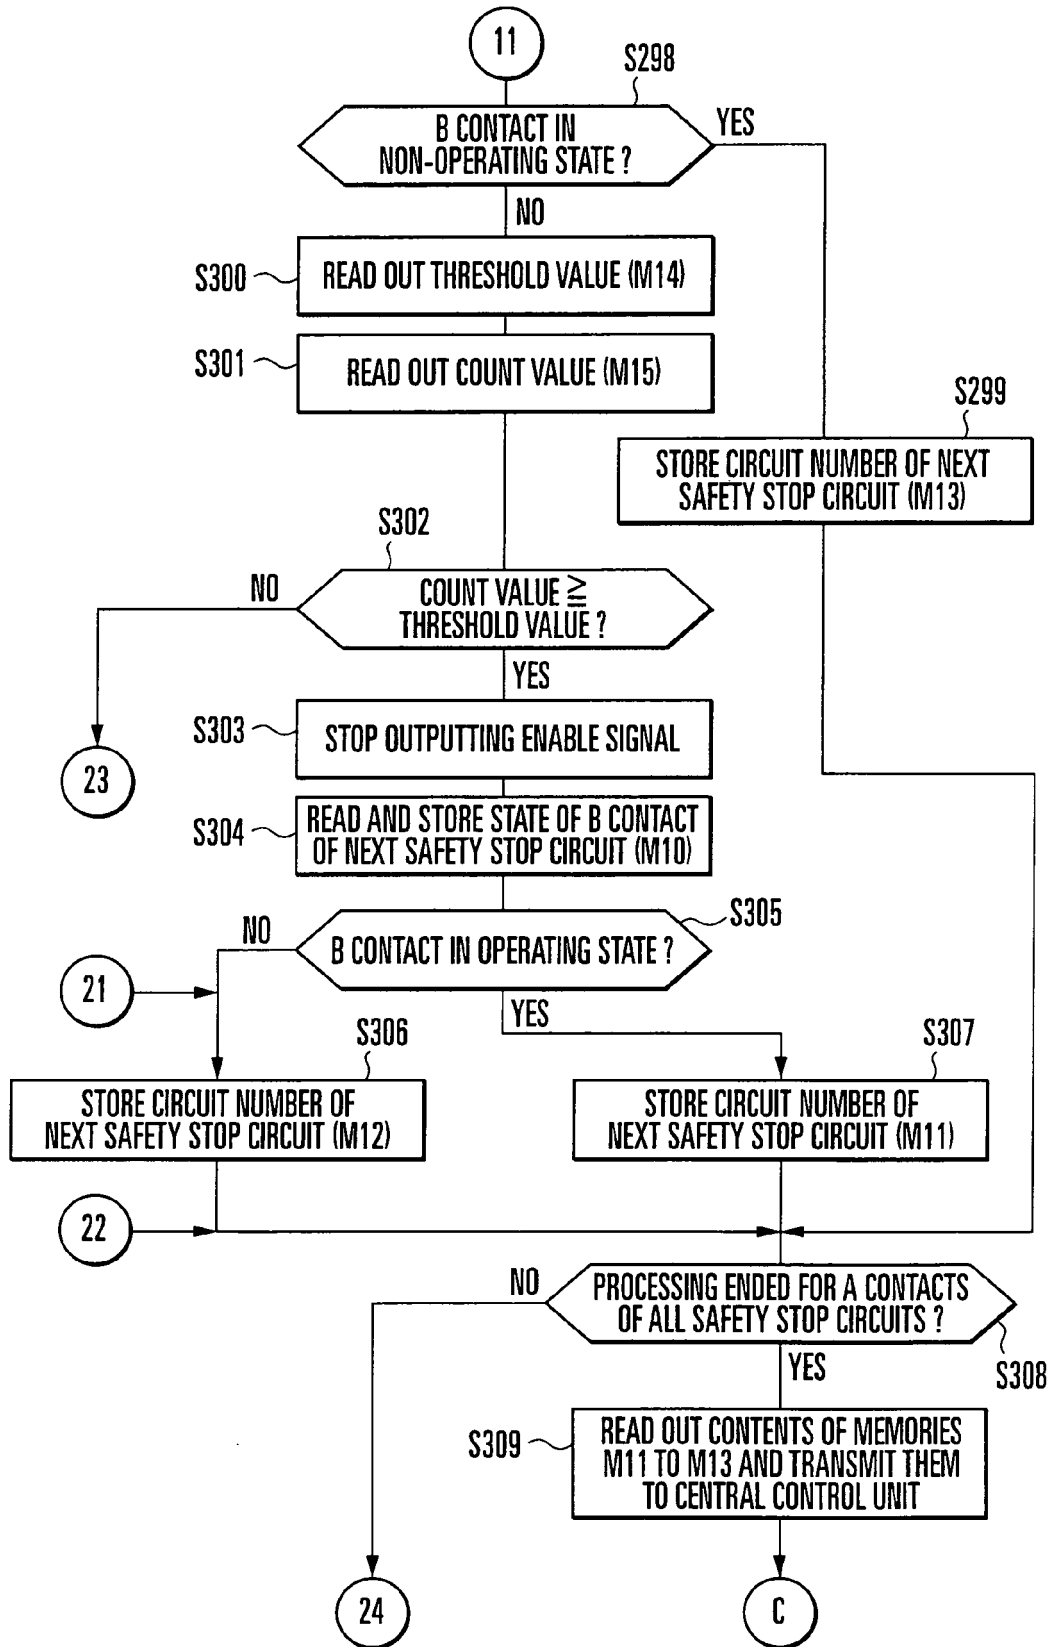 11
S298
B CONTACT IN
NON-OPERATING STATE ?
YES
NO
S300
READ OUT THRESHOLD VALUE (M14)
S301
READ OUT COUNT VALUE (M15)
S299
STORE CIRCUIT NUMBER OF NEXT
SAFETY STOP CIRCUIT (M13)
S302
NO
COUNT VALUE ≧
THRESHOLD VALUE ?
YES
S303
STOP OUTPUTTING ENABLE SIGNAL
23
S304
READ AND STORE STATE OF B CONTACT
OF NEXT SAFETY STOP CIRCUIT (M10)
S305
NO
B CONTACT IN OPERATING STATE ?
21
YES
S306
S307
STORE CIRCUIT NUMBER OF
NEXT SAFETY STOP CIRCUIT (M12)
STORE CIRCUIT NUMBER OF
NEXT SAFETY STOP CIRCUIT (M11)
22
NO
PROCESSING ENDED FOR A CONTACTS
OF ALL SAFETY STOP CIRCUITS ?
YES
S308
S309
READ OUT CONTENTS OF MEMORIES
M11 TO M13 AND TRANSMIT THEM
TO CENTRAL CONTROL UNIT
24
C